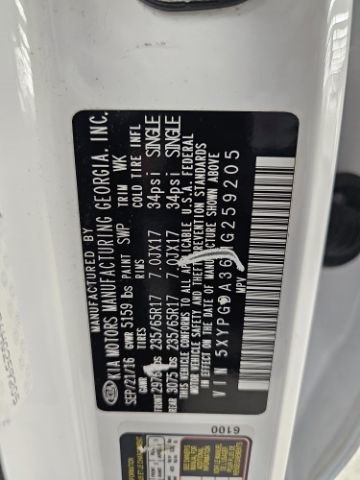 MANUFACTURED BY
KIA MOTORS MANUFACTURING GEORGIA, INC.
SEP/21/16 GVWR 5159 lbs PAINT SWP TRIM WK
GAWR TIRES RIMS COLD TIRE INFL
FRONT 2976 lbs 235/65R17 7.0JX17 34psi SINGLE
REAR 3075 lbs 235/65R17 7.0JX17 34psi SINGLE
THIS VEHICLE CONFORMS TO ALL APPLICABLE U.S.A. FEDERAL
MOTOR VEHICLE SAFETY AND THEFT PREVENTION STANDARDS
IN EFFECT ON THE DATE OF MANUFACTURE SHOWN ABOVE
VIN
MPV
6100